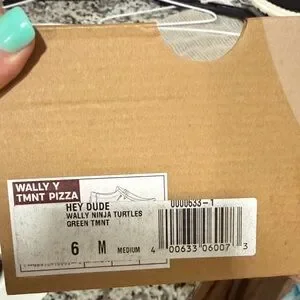 WALLY Y
TMNT PIZZA
HEY DUDE
WALLY NINJA TURTLES
GREEN TMNT
0000633-1
6 M MEDIUM
4 00633 06007 3